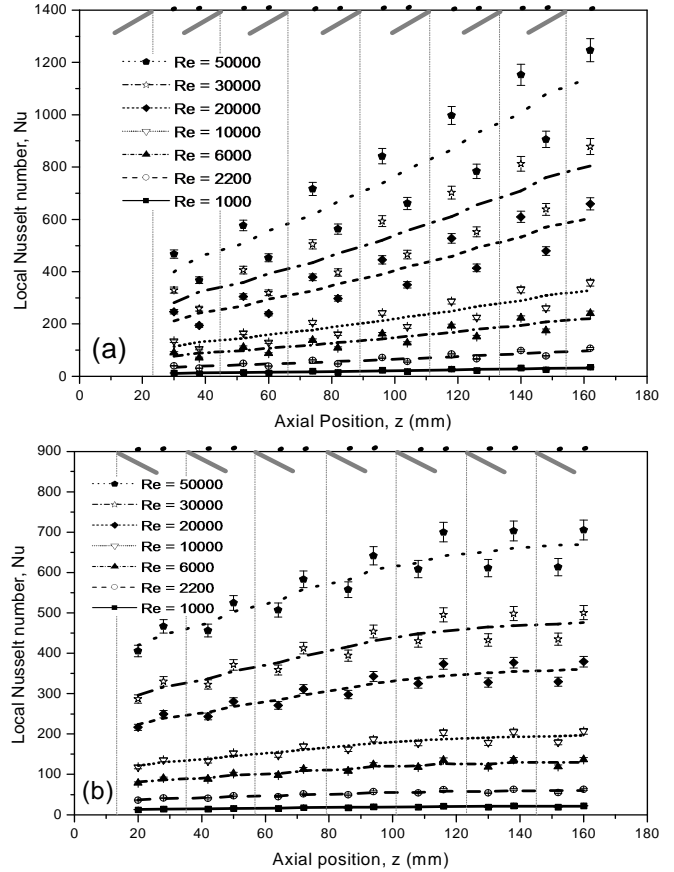 1400
1200
1000
800
600
400
200
0
Local Nusselt number, Nu
Re = 50000
Re = 30000
Re = 20000
Re = 10000
Re = 6000
Re = 2200
Re = 1000
(a)
0 20 40 60 80 100 120 140 160 180
Axial Position, z (mm)
900
800
700
600
500
400
300
200
100
0
Local Nusselt number, Nu
Re = 50000
Re = 30000
Re = 20000
Re = 10000
Re = 6000
Re = 2200
Re = 1000
(b)
0 20 40 60 80 100 120 140 160 180
Axial position, z (mm)